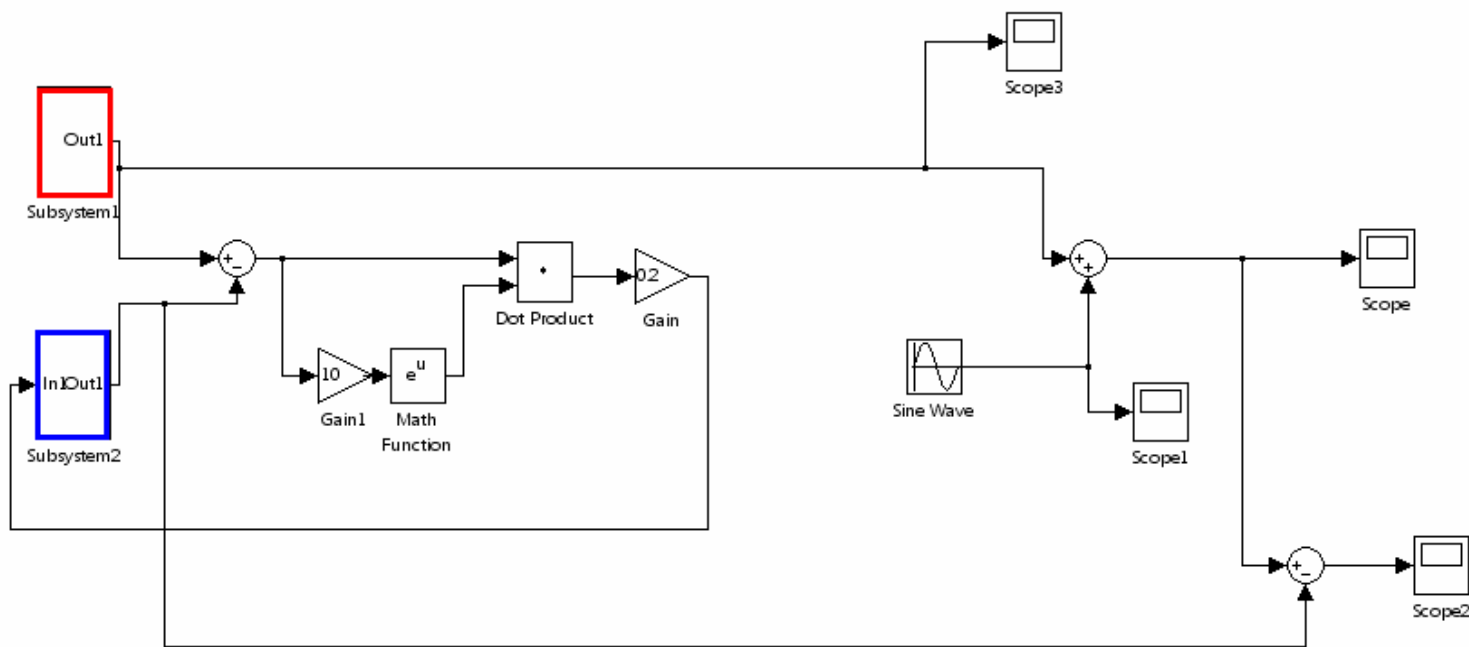 Scope3
Out1
Subsystem1
+
−
Dot Product
0.2
Gain
10
Gain1
e^u
Math
Function
In1Out1
Subsystem2
+
+
Scope
Sine Wave
Scope1
+
−
Scope2